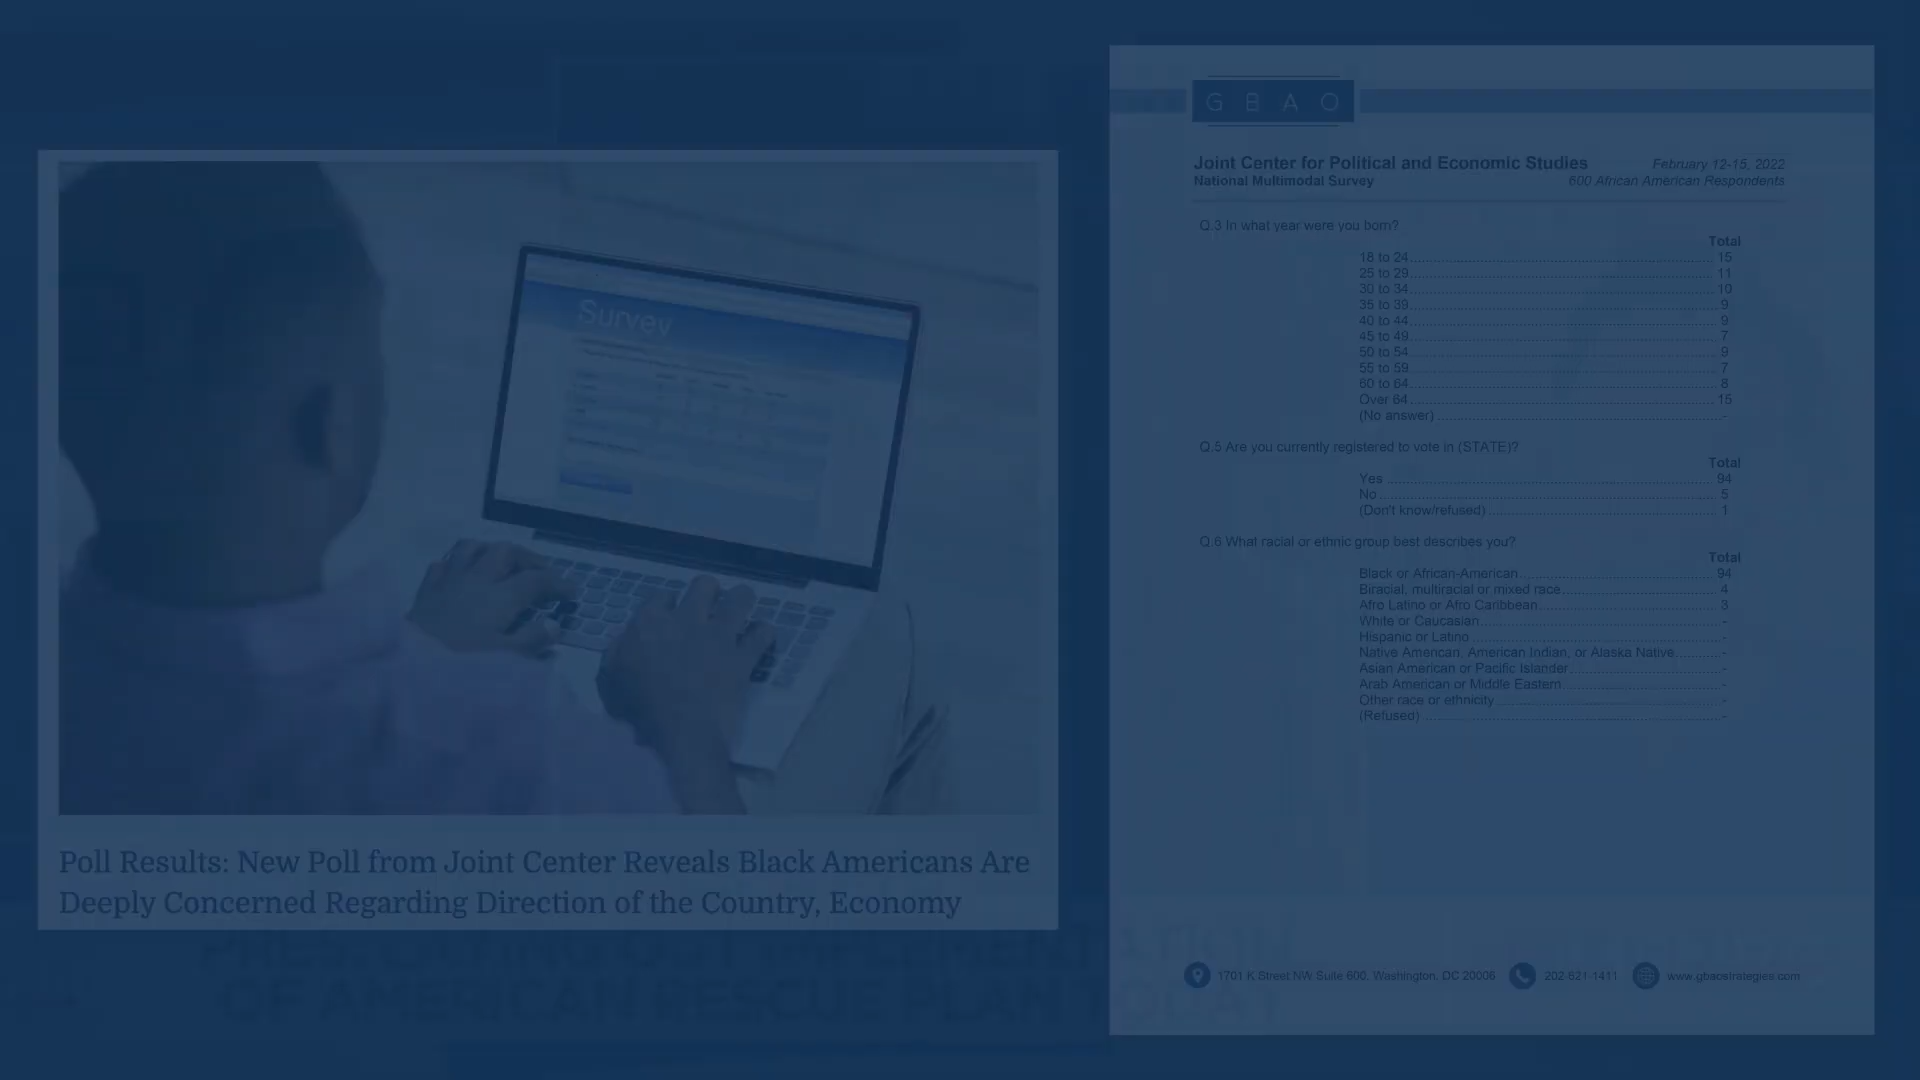 Survey
Poll Results: New Poll from Joint Center Reveals Black Americans Are
Deeply Concerned Regarding Direction of the Country, Economy
OF AMERICAN RESCUE PLAN TODAY
GBAO
Joint Center for Political and Economic Studies February 12-15, 2022
National Multimodal Survey 600 African American Respondents
Q.3 In what year were you born?
Total
18 to 24 15
25 to 29 11
30 to 34 10
35 to 39 9
40 to 44 9
45 to 49 7
50 to 54 9
55 to 59 7
60 to 64 8
Over 64 15
(No answer) -
Q.5 Are you currently registered to vote in (STATE)?
Total
Yes 94
No 5
(Don't know/refused) 1
Q.6 What racial or ethnic group best describes you?
Total
Black or African-American 94
Biracial, multiracial or mixed race 4
Afro Latino or Afro Caribbean 3
White or Caucasian -
Hispanic or Latino -
Native American, American Indian, or Alaska Native -
Asian American or Pacific Islander -
Arab American or Middle Eastern -
Other race or ethnicity -
(Refused) -
1701 K Street NW Suite 600, Washington, DC 20006 202-621-1411 www.gbaostrategies.com